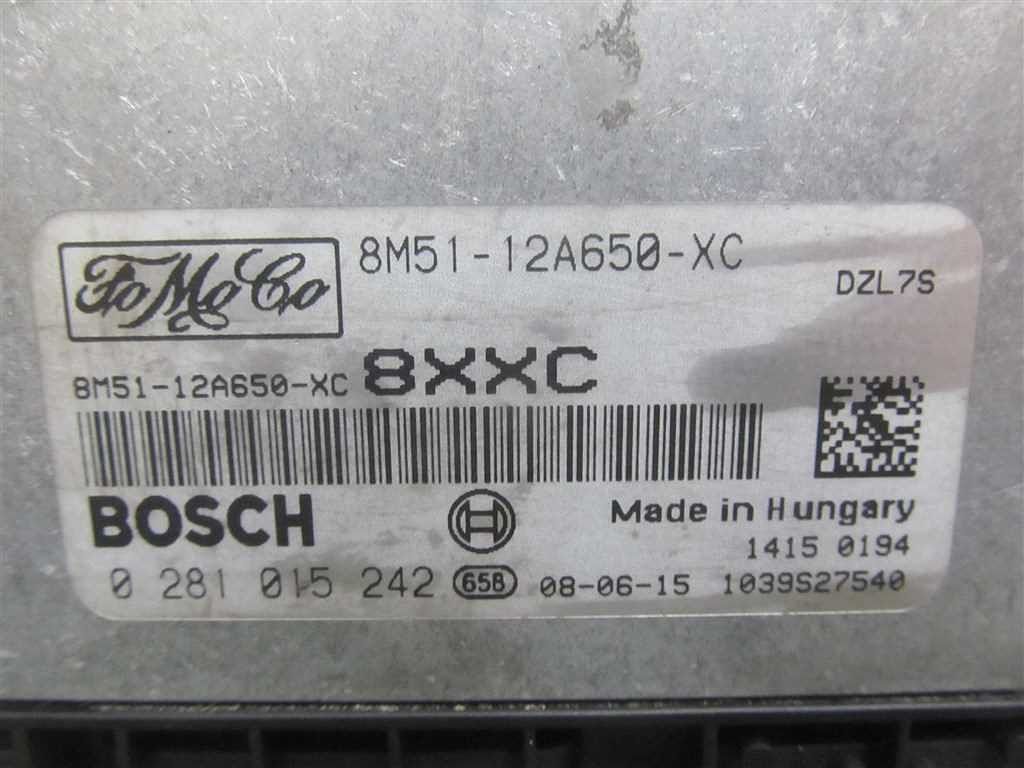 FoMoCo 8M51-12A650-XC
DZL7S
8M51-12A650-XC 8XXC
BOSCH
Made in Hungary
1415 0194
0 281 015 242 65B 08-06-15 1039S27540